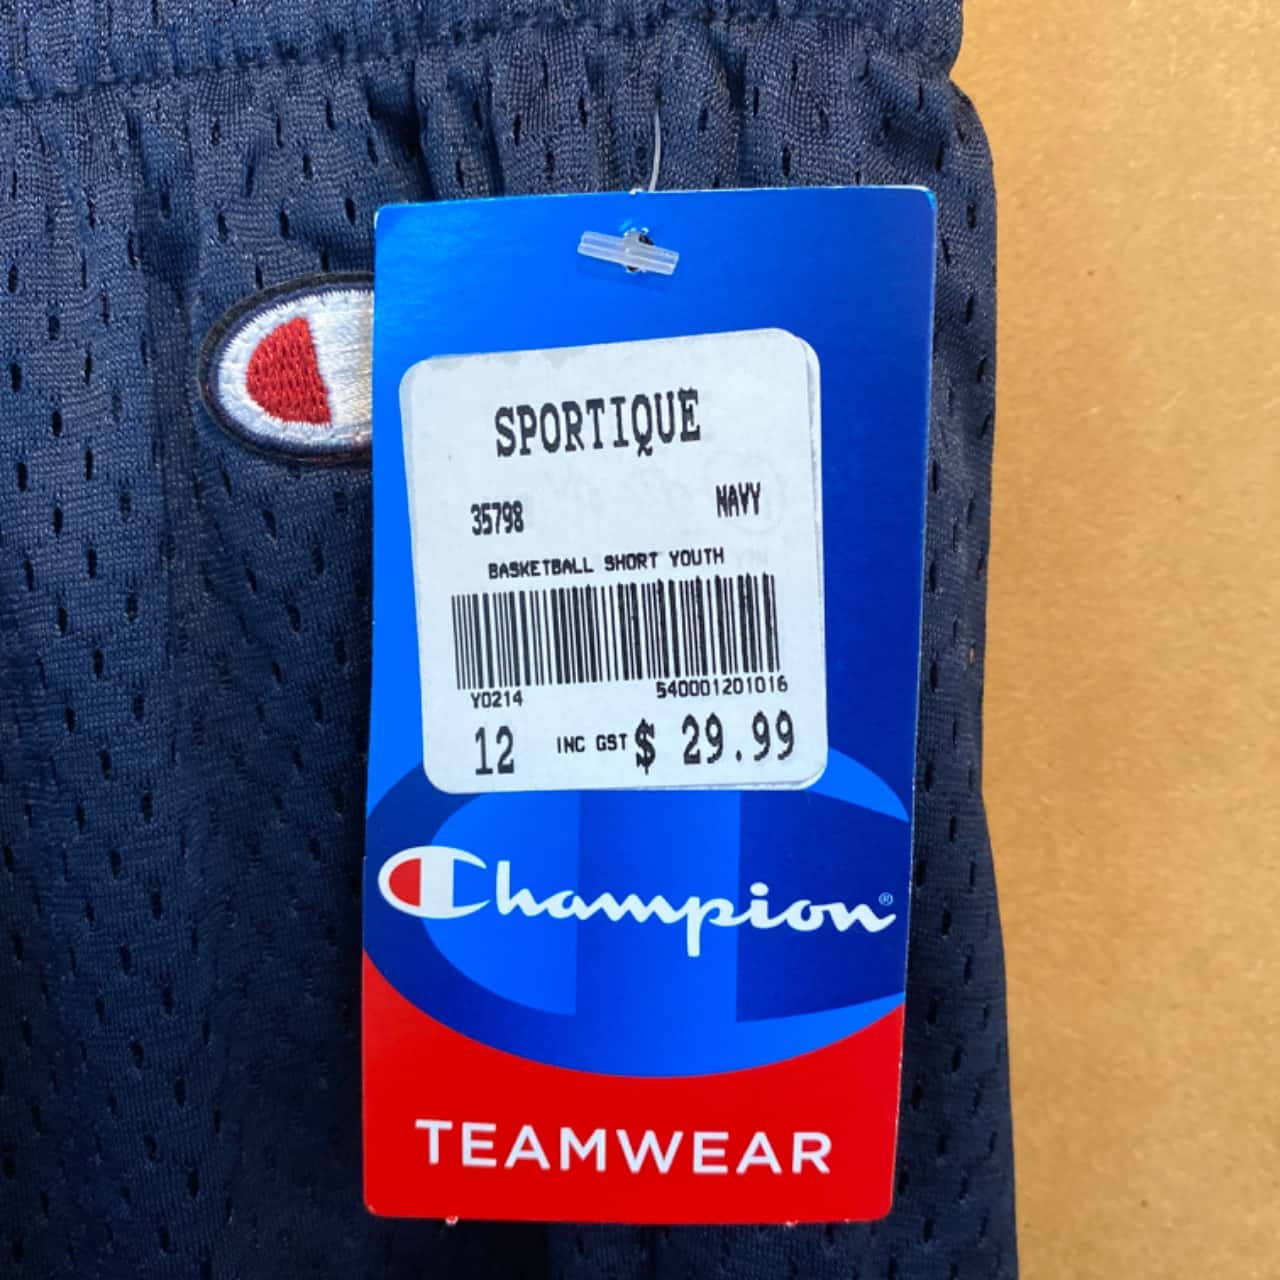 SPORTIQUE
35798 NAVY
BASKETBALL SHORT YOUTH
Y0214 540001201016
12 INC GST $ 29.99
Champion®
TEAMWEAR